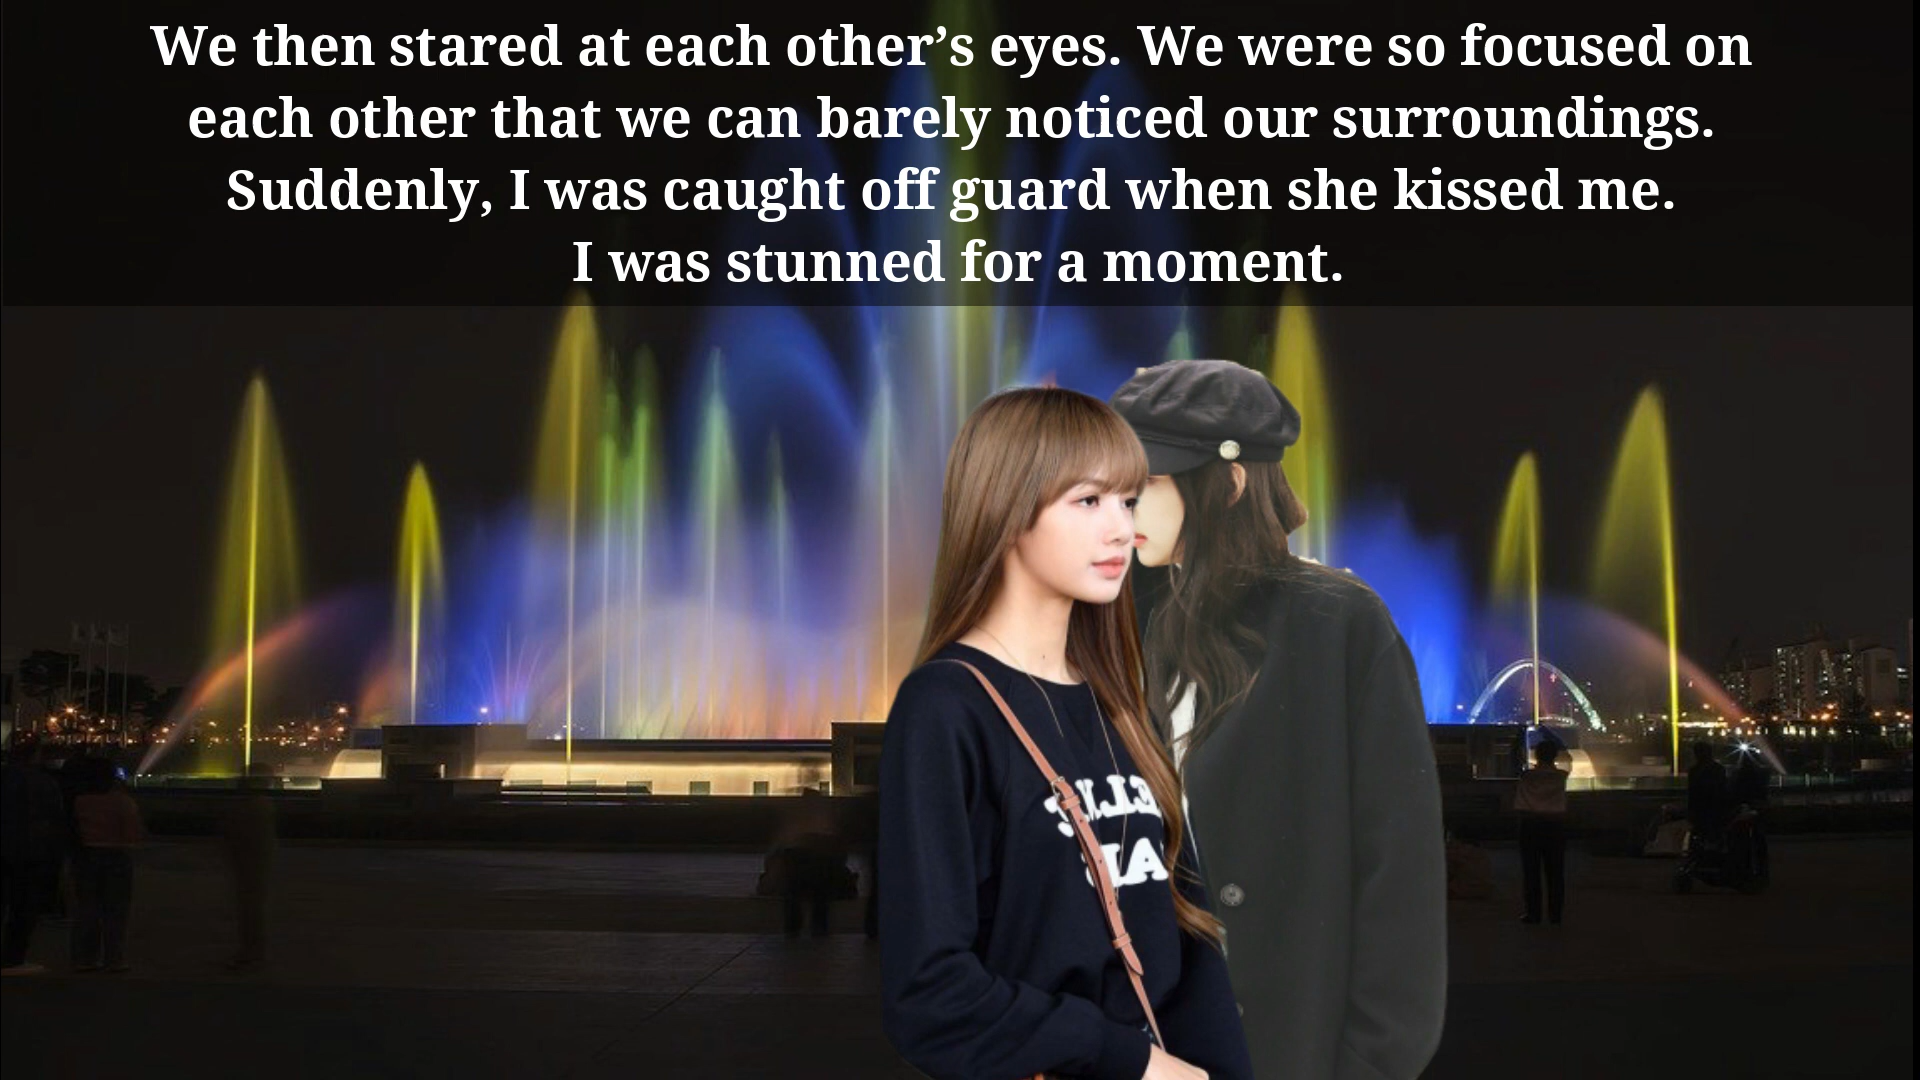 We then stared at each other’s eyes. We were so focused on
each other that we can barely noticed our surroundings.
Suddenly, I was caught off guard when she kissed me.
I was stunned for a moment.